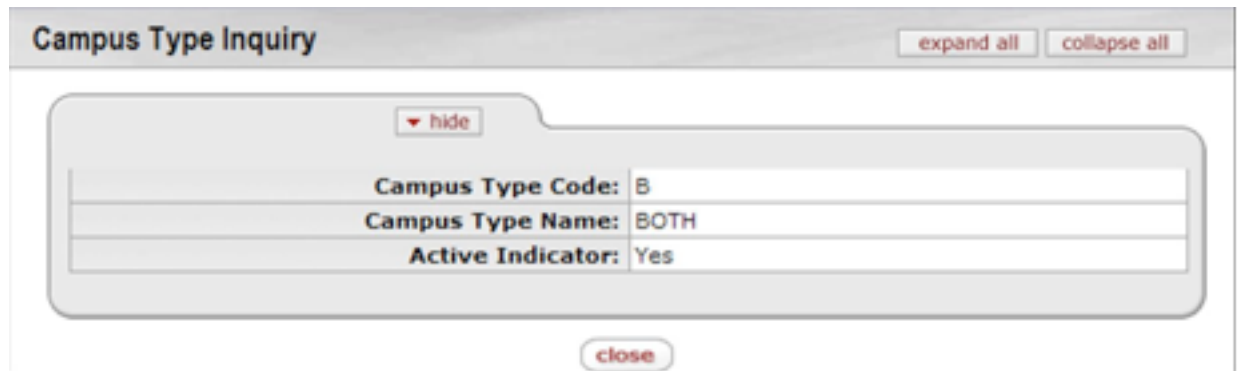 Campus Type Inquiry expand all collapse all
hide
Campus Type Code: B
Campus Type Name: BOTH
Active Indicator: Yes
close